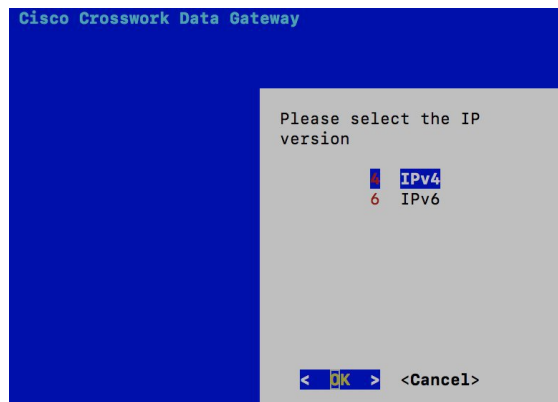 Cisco Crosswork Data Gateway
Please select the IP
version
4 IPv4
6 IPv6
< OK > <Cancel>